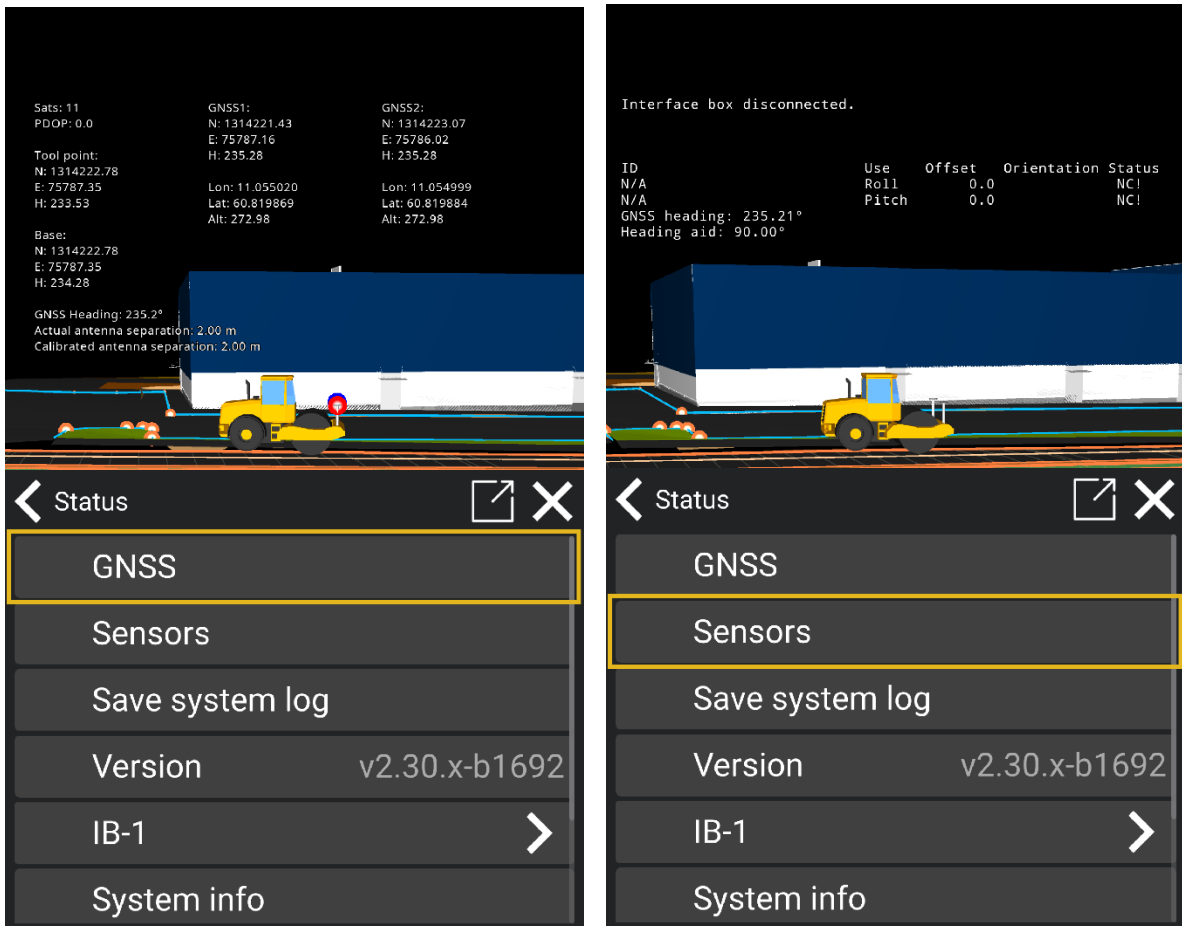 Sats: 11
PDOP: 0.0
Tool point:
N: 1314222.78
E: 75787.35
H: 233.53
Base:
N: 1314222.78
E: 75787.35
H: 234.28
GNSS1:
N: 1314221.43
E: 75787.16
H: 235.28
Lon: 11.055020
Lat: 60.819869
Alt: 272.98
GNSS2:
N: 1314223.07
E: 75786.02
H: 235.28
Lon: 11.054999
Lat: 60.819884
Alt: 272.98
GNSS Heading: 235.2°
Actual antenna separation: 2.00 m
Calibrated antenna separation: 2.00 m
Status
GNSS
Sensors
Save system log
Version v2.30.x-b1692
IB-1
System info
Interface box disconnected.
ID Use Offset Orientation Status
N/A Roll 0.0 NC!
N/A Pitch 0.0 NC!
GNSS heading: 235.21°
Heading aid: 90.00°
Status
GNSS
Sensors
Save system log
Version v2.30.x-b1692
IB-1
System info